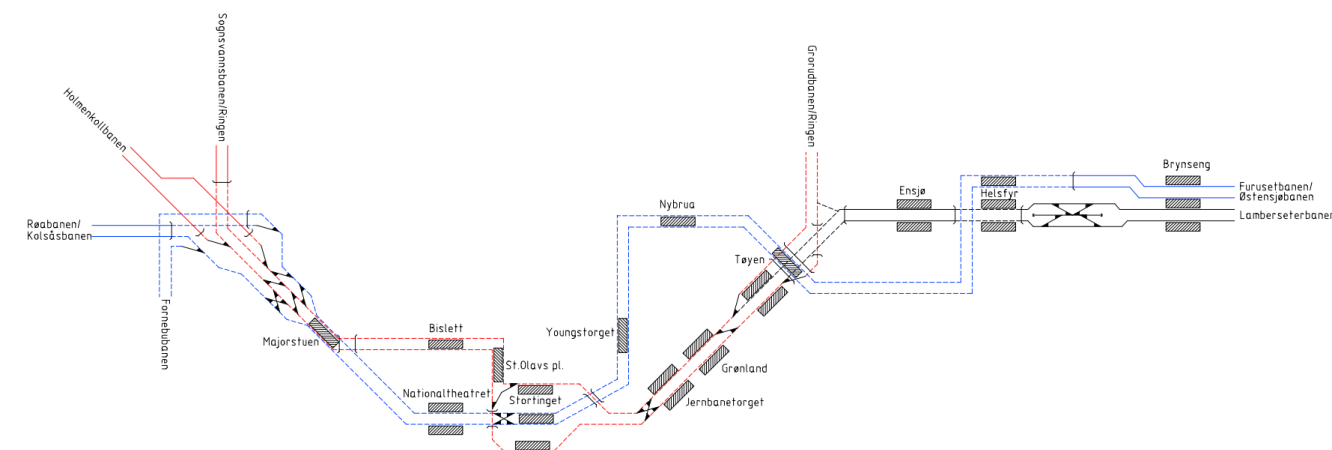 Sognsvannsbanen/Ringen
Holmenkollbanen
Røabanen/
Kolsåsbanen
Fornebubanen
Majorstuen
Bislett
St.Olavs pl.
Nationaltheatret
Stortinget
Youngstorget
Nybrua
Jernbanetorget
Grønland
Tøyen
Grorudbanen/Ringen
Ensjø
Helsfyr
Brynseng
Furusetbanen/
Østensjøbanen
Lamberseterbanen